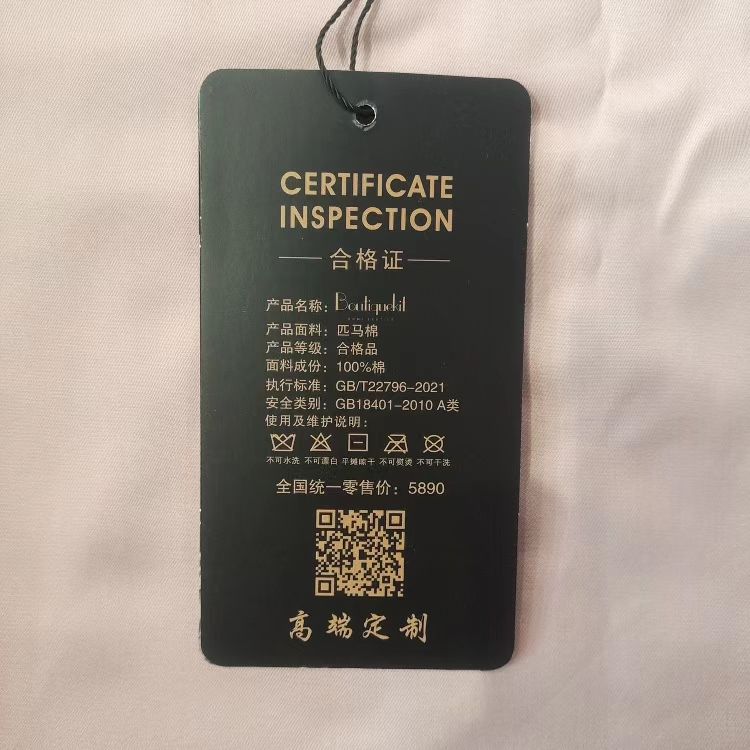 CERTIFICATE
INSPECTION
合格证
产品名称：Boutiquekit
产品面料：匹马棉
产品等级：合格品
面料成份：100%棉
执行标准：GB/T22796-2021
安全类别：GB18401-2010 A类
使用及维护说明：
不可水洗 不可漂白 平摊晾干 不可熨烫 不可干洗
全国统一零售价：5890
高端定制